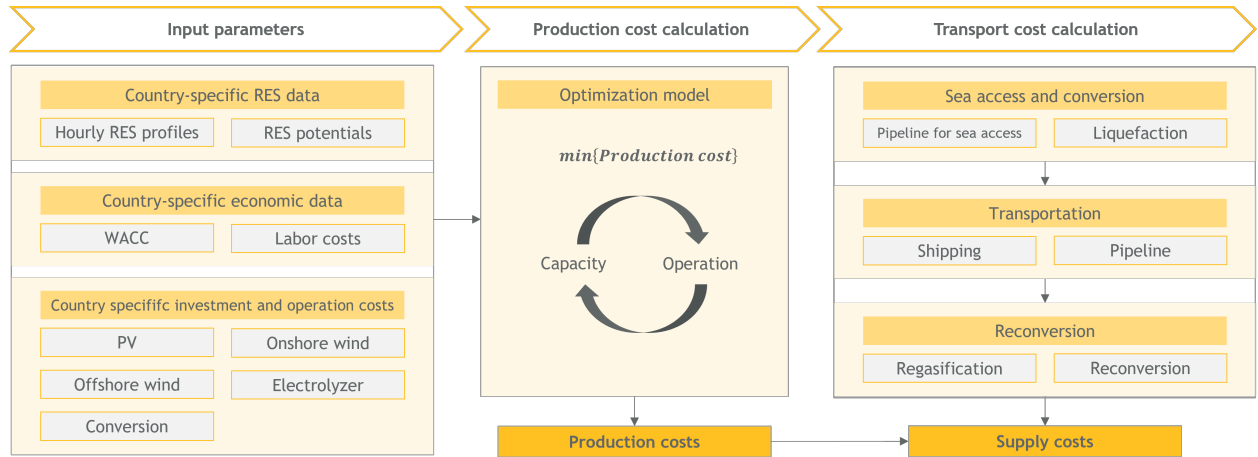 Input parameters
Production cost calculation
Transport cost calculation
Country-specific RES data
Hourly RES profiles
RES potentials
Country-specific economic data
WACC
Labor costs
Country specififc investment and operation costs
PV
Onshore wind
Offshore wind
Electrolyzer
Conversion
Optimization model
min{Production cost}
Capacity
Operation
Production costs
Sea access and conversion
Pipeline for sea access
Liquefaction
Transportation
Shipping
Pipeline
Reconversion
Regasification
Reconversion
Supply costs